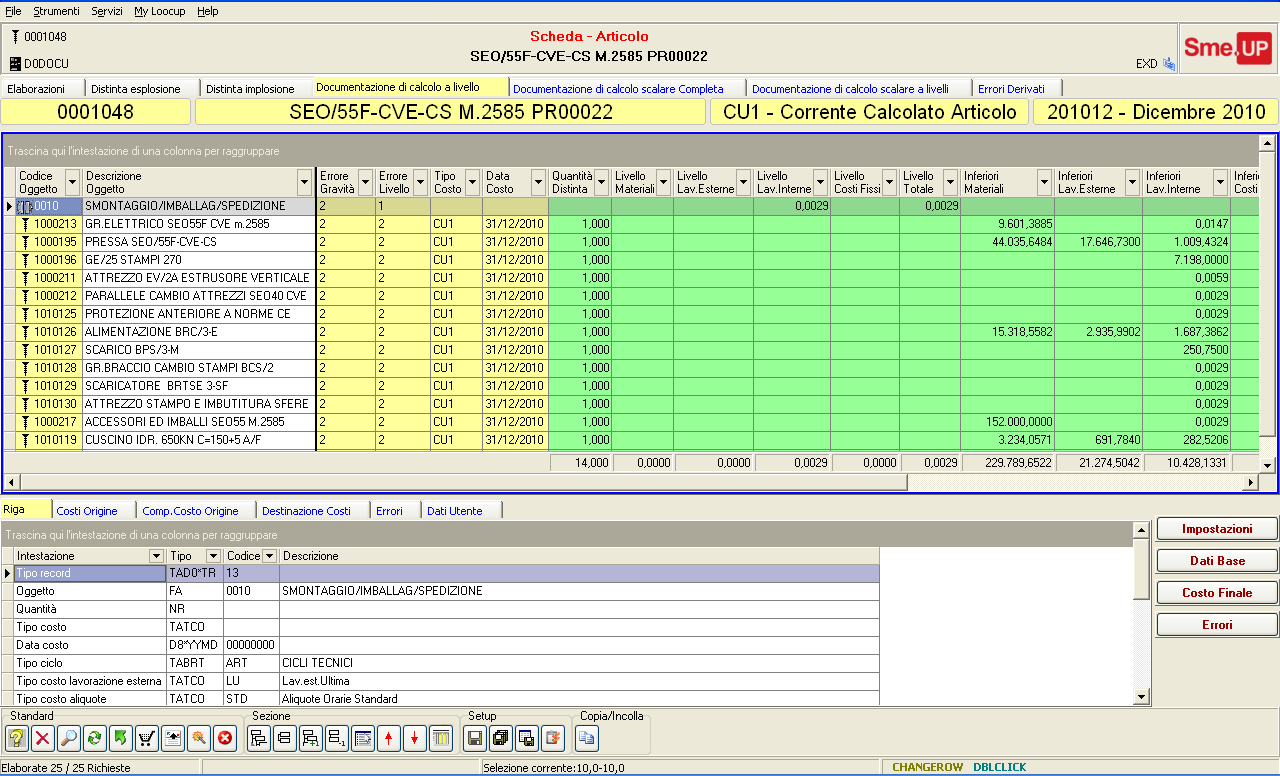 File Strumenti Servizi My Loocup Help
0001048
Scheda - Articolo
SEO/55F-CVE-CS M.2585 PR00022
D0DOCU
EXD
Sme.UP
Elaborazioni Distinta esplosione Distinta implosione Documentazione di calcolo a livello Documentazione di calcolo scalare Completa Documentazione di calcolo scalare a livelli Errori Derivati
0001048 SEO/55F-CVE-CS M.2585 PR00022 CU1 - Corrente Calcolato Articolo 201012 - Dicembre 2010
Trascina qui l'intestazione di una colonna per raggruppare
Codice Descrizione Errore Errore Tipo Data Quantità Livello Livello Livello Livello Livello Inferiori Inferiori Inferiori Inferio
Oggetto Oggetto Gravità Livello Costo Costo Distinta Materiali Lav.Esterne Lav.Interne Costi Fissi Totale Materiali Lav.Esterne Lav.Interne Costi
0010 SMONTAGGIO/IMBALLAG/SPEDIZIONE 2 1 0,0029 0,0029
1000213 GR.ELETTRICO SEO55F CVE m.2585 2 2 CU1 31/12/2010 1,000 9.601,3885 0,0147
1000195 PRESSA SEO/55F-CVE-CS 2 2 CU1 31/12/2010 1,000 44.035,6484 17.646,7300 1.009,4324
1000196 GE/25 STAMPI 270 2 2 CU1 31/12/2010 1,000 7.198,0000
1000211 ATTREZZO EV/2A ESTRUSORE VERTICALE 2 2 CU1 31/12/2010 1,000 0,0059
1000212 PARALLELE CAMBIO ATTREZZI SEO40 CVE 2 2 CU1 31/12/2010 1,000 0,0029
1010125 PROTEZIONE ANTERIORE A NORME CE 2 2 CU1 31/12/2010 1,000 0,0029
1010126 ALIMENTAZIONE BRC/3-E 2 2 CU1 31/12/2010 1,000 15.318,5582 2.935,9902 1.687,3862
1010127 SCARICO BPS/3-M 2 2 CU1 31/12/2010 1,000 250,7500
1010128 GR.BRACCIO CAMBIO STAMPI BCS/2 2 2 CU1 31/12/2010 1,000 0,0029
1010129 SCARICATORE BRTSE 3-SF 2 2 CU1 31/12/2010 1,000 0,0029
1010130 ATTREZZO STAMPO E IMBUTITURA SFERE 2 2 CU1 31/12/2010 1,000 0,0029
1000217 ACCESSORI ED IMBALLI SEO55 M.2585 2 2 CU1 31/12/2010 1,000 152.000,0000
1010119 CUSCINO IDR. 650KN C=150+5 A/F 2 2 CU1 31/12/2010 1,000 3.234,0571 691,7840 282,5206
14,000 0,0000 0,0000 0,0029 0,0000 0,0029 229.789,6522 21.274,5042 10.428,1331
Riga Costi Origine Comp.Costo Origine Destinazione Costi Errori Dati Utente
Trascina qui l'intestazione di una colonna per raggruppare
Intestazione Tipo Codice Descrizione
Tipo record TAD0*TR 13
Oggetto FA 0010 SMONTAGGIO/IMBALLAG/SPEDIZIONE
Quantità NR
Tipo costo TATCO
Data costo D8*YYMD 00000000
Tipo ciclo TABRT ART CICLI TECNICI
Tipo costo lavorazione esterna TATCO LU Lav.est.Ultima
Tipo costo aliquote TATCO STD Aliquote Orarie Standard
Impostazioni
Dati Base
Costo Finale
Errori
Standard Sezione Setup Copia/Incolla
Elaborate 25 / 25 Richieste Selezione corrente:10,0-10,0 CHANGEROW DBLCLICK